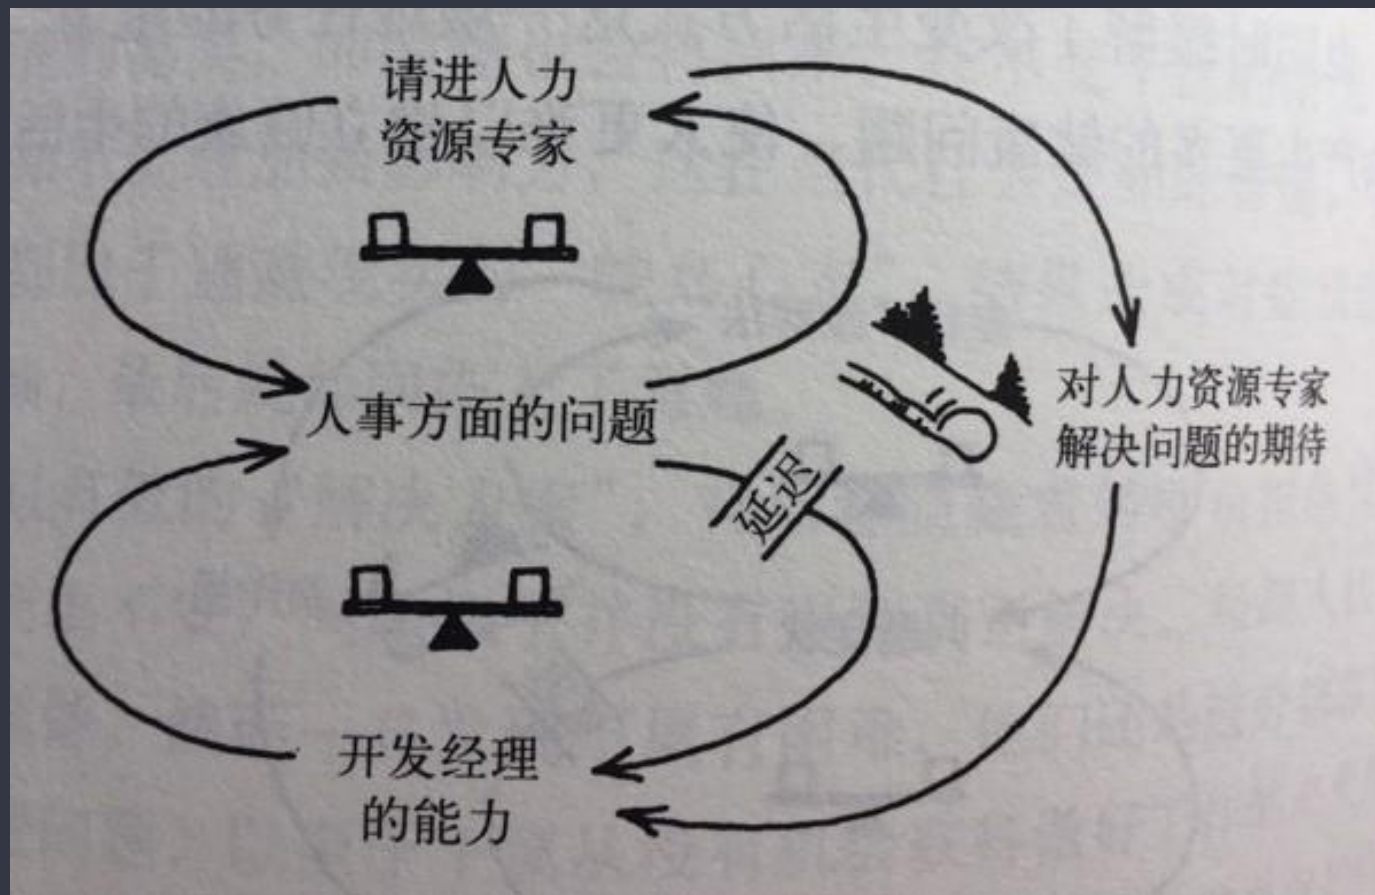 请进人力
资源专家
人事方面的问题
对人力资源专家
解决问题的期待
延迟
开发经理
的能力